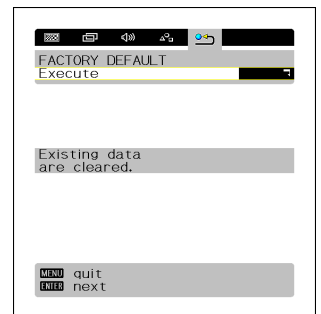 FACTORY DEFAULT
Execute
Existing data
are cleared.
MENU quit
ENTER next